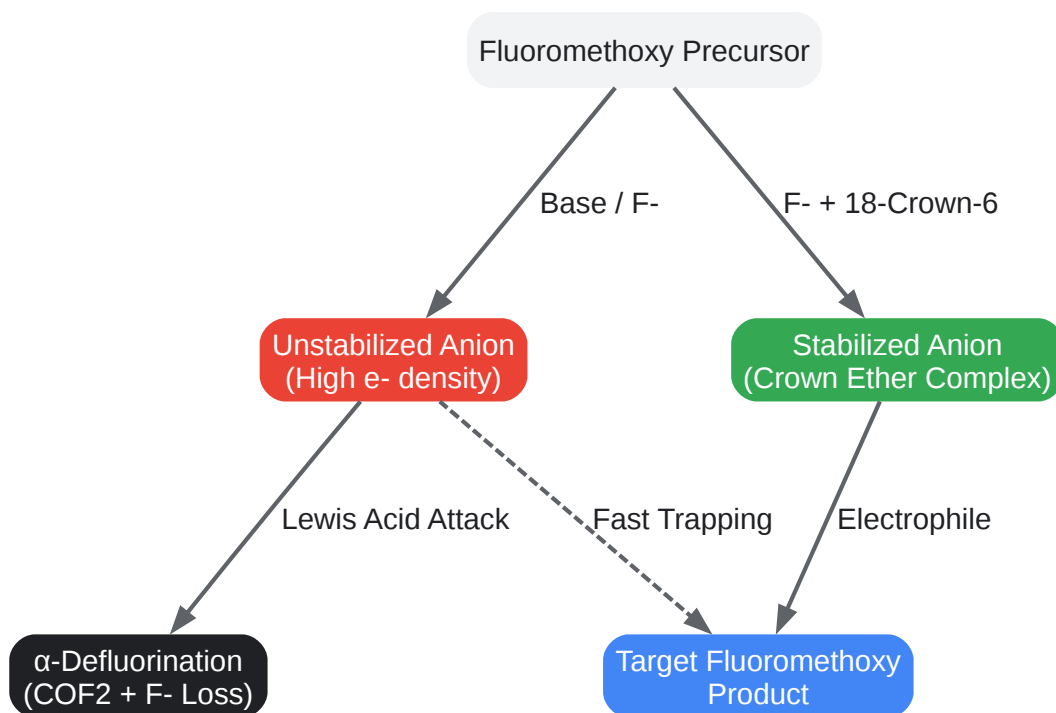 Fluoromethoxy Precursor
Base / F-
F- + 18-Crown-6
Unstabilized Anion
(High e- density)
Stabilized Anion
(Crown Ether Complex)
Lewis Acid Attack
Fast Trapping
Electrophile
α-Defluorination
(COF2 + F- Loss)
Target Fluoromethoxy
Product